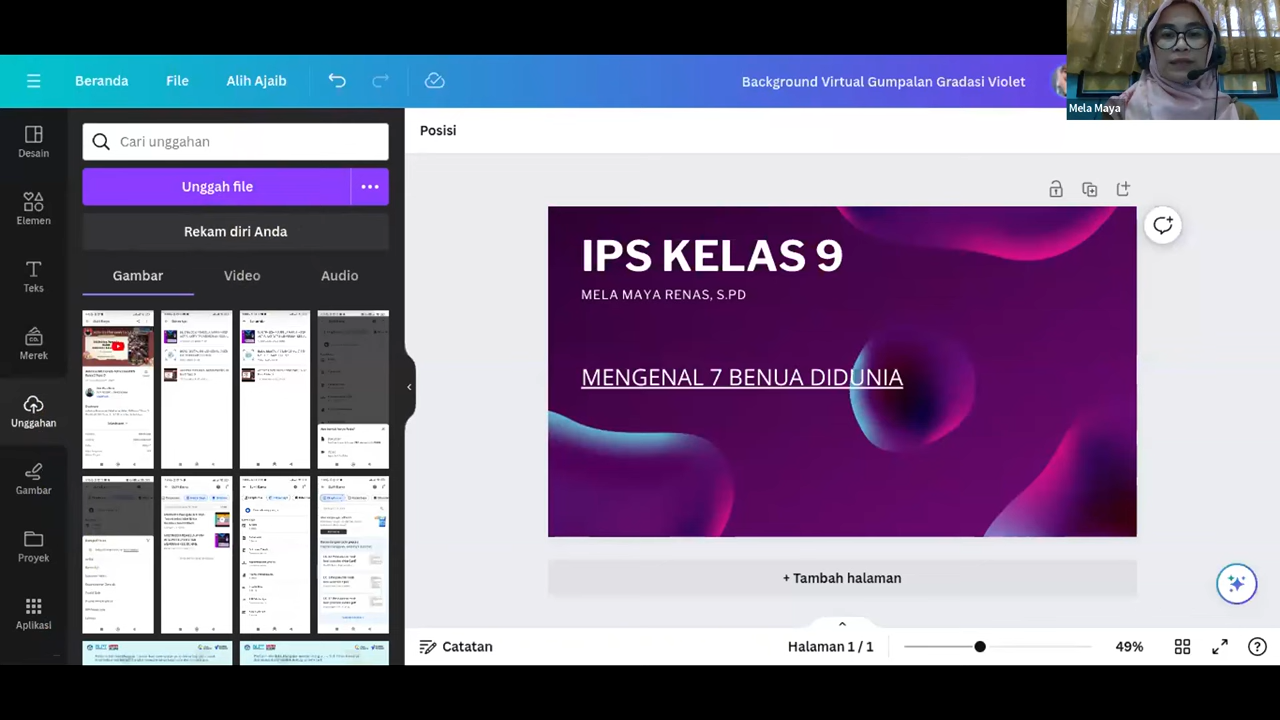 Beranda
File
Alih Ajaib
Background Virtual Gumpalan Gradasi Violet
Mela Maya
Desain
Elemen
Teks
Merek
Unggahan
Gambar
Proyek
Aplikasi
Cari unggahan
Unggah file
Rekam diri Anda
Gambar
Video
Audio
Posisi
IPS KELAS 9
MELA MAYA RENAS, S.PD
MENGENAL 7 BENUA DIDUNIA
+ Tambah halaman
Catatan
Halaman 1 / 1
49%